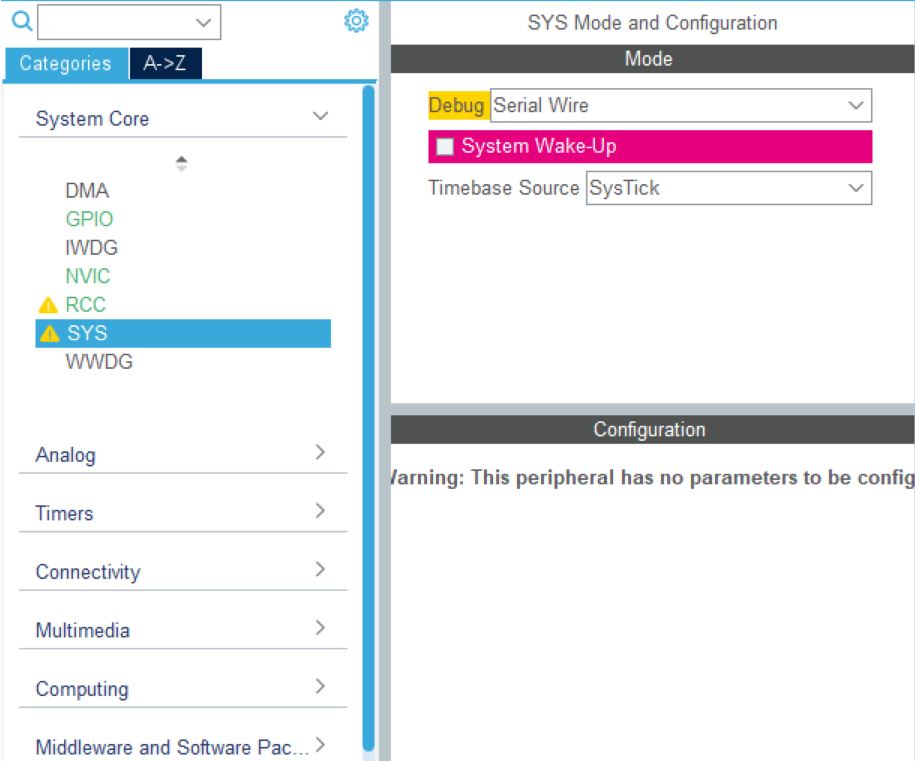 Categories
A->Z
System Core
DMA
GPIO
IWDG
NVIC
RCC
SYS
WWDG
Analog
Timers
Connectivity
Multimedia
Computing
Middleware and Software Pac...
SYS Mode and Configuration
Mode
Debug Serial Wire
System Wake-Up
Timebase Source SysTick
Configuration
arning: This peripheral has no parameters to be config